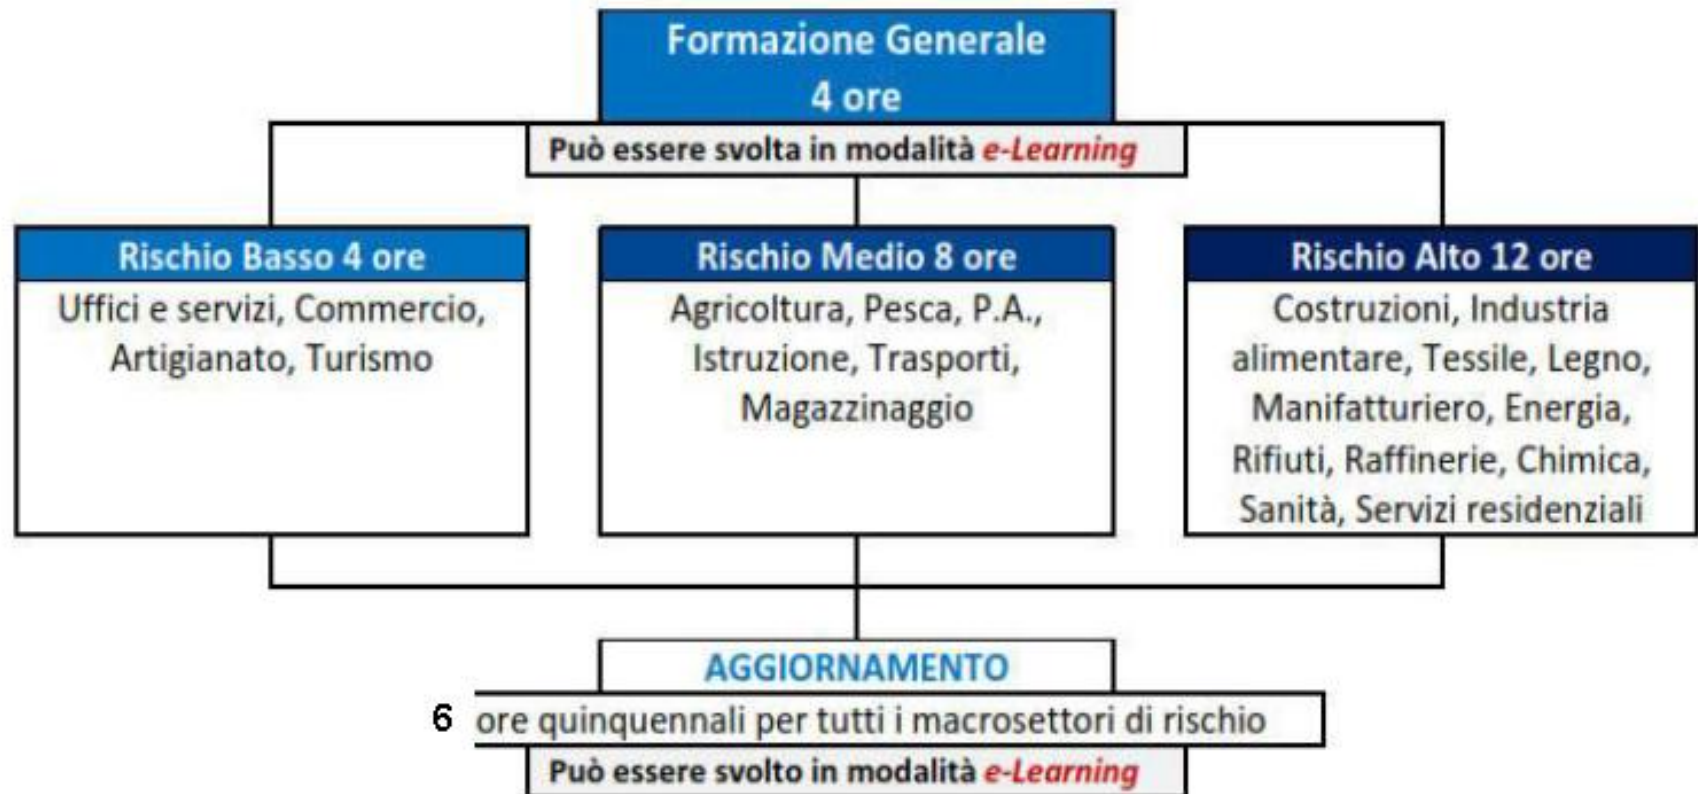 Formazione Generale
4 ore
Può essere svolta in modalità e-Learning
Rischio Basso 4 ore
Uffici e servizi, Commercio,
Artigianato, Turismo
Rischio Medio 8 ore
Agricoltura, Pesca, P.A.,
Istruzione, Trasporti,
Magazzinaggio
Rischio Alto 12 ore
Costruzioni, Industria
alimentare, Tessile, Legno,
Manifatturiero, Energia,
Rifiuti, Raffinerie, Chimica,
Sanità, Servizi residenziali
AGGIORNAMENTO
6 ore quinquennali per tutti i macrosettori di rischio
Può essere svolto in modalità e-Learning